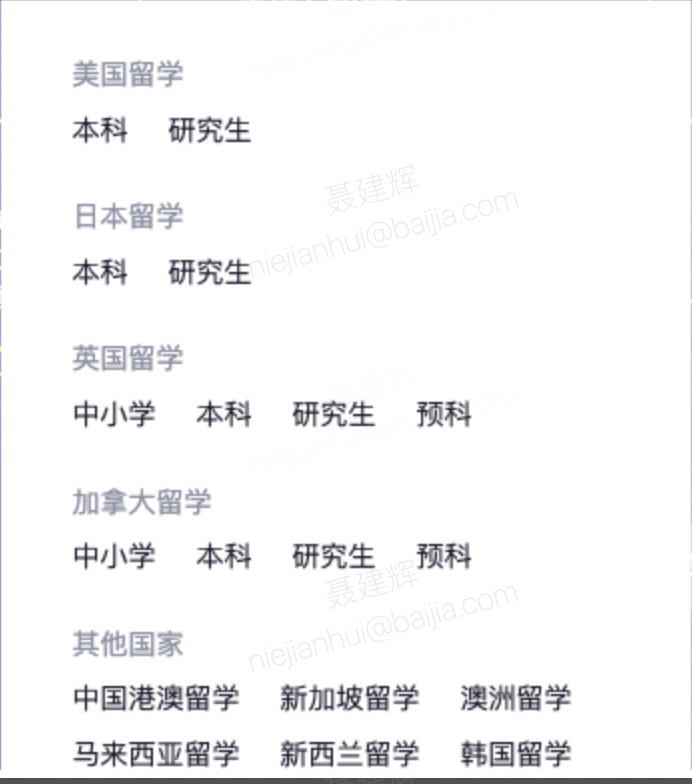 美国留学
本科 研究生
聂建辉
日本留学
niejianhui@baijia.com
本科 研究生
英国留学
中小学 本科 研究生 预科
加拿大留学
中小学 本科 研究生 预科
聂建辉
niejianhui@baijia.com
其他国家
中国港澳留学 新加坡留学 澳洲留学
马来西亚留学 新西兰留学 韩国留学